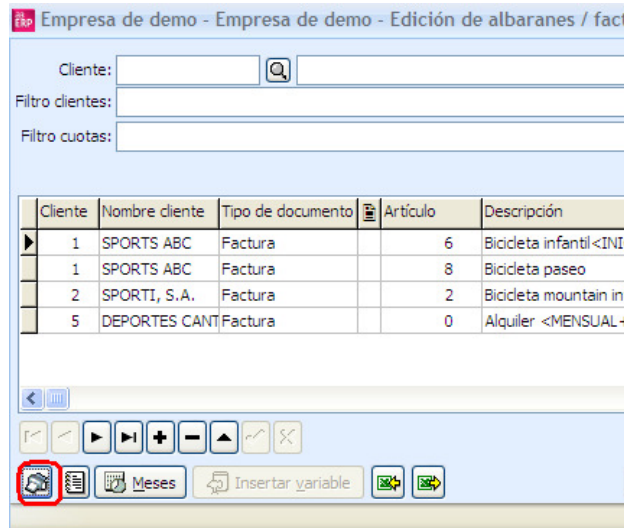 a3 ERP Empresa de demo - Empresa de demo - Edición de albaranes / fact
Cliente:
Filtro clientes:
Filtro cuotas:
Cliente Nombre cliente Tipo de documento Artículo Descripción
1 SPORTS ABC Factura 6 Bicicleta infantil<INI
1 SPORTS ABC Factura 8 Bicicleta paseo
2 SPORTI, S.A. Factura 2 Bicicleta mountain in
5 DEPORTES CANT Factura 0 Alquiler <MENSUAL+
Meses Insertar variable